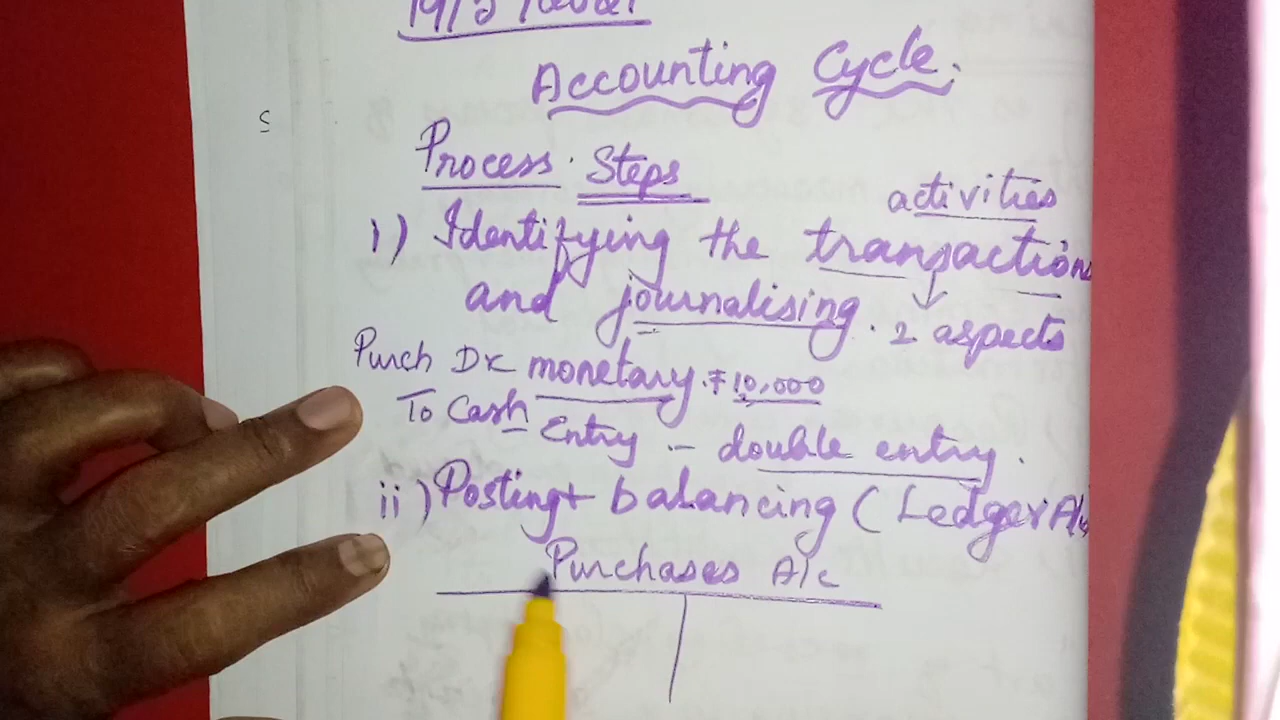 Accounting Cycle.
Process. Steps
activities
i) Identifying the transactions
and journalising. 2 aspects
Purch Dr monetary. ₹10,000
To Cash Entry - double entry.
ii) Posting + balancing (Ledger A/c
Purchases A/c